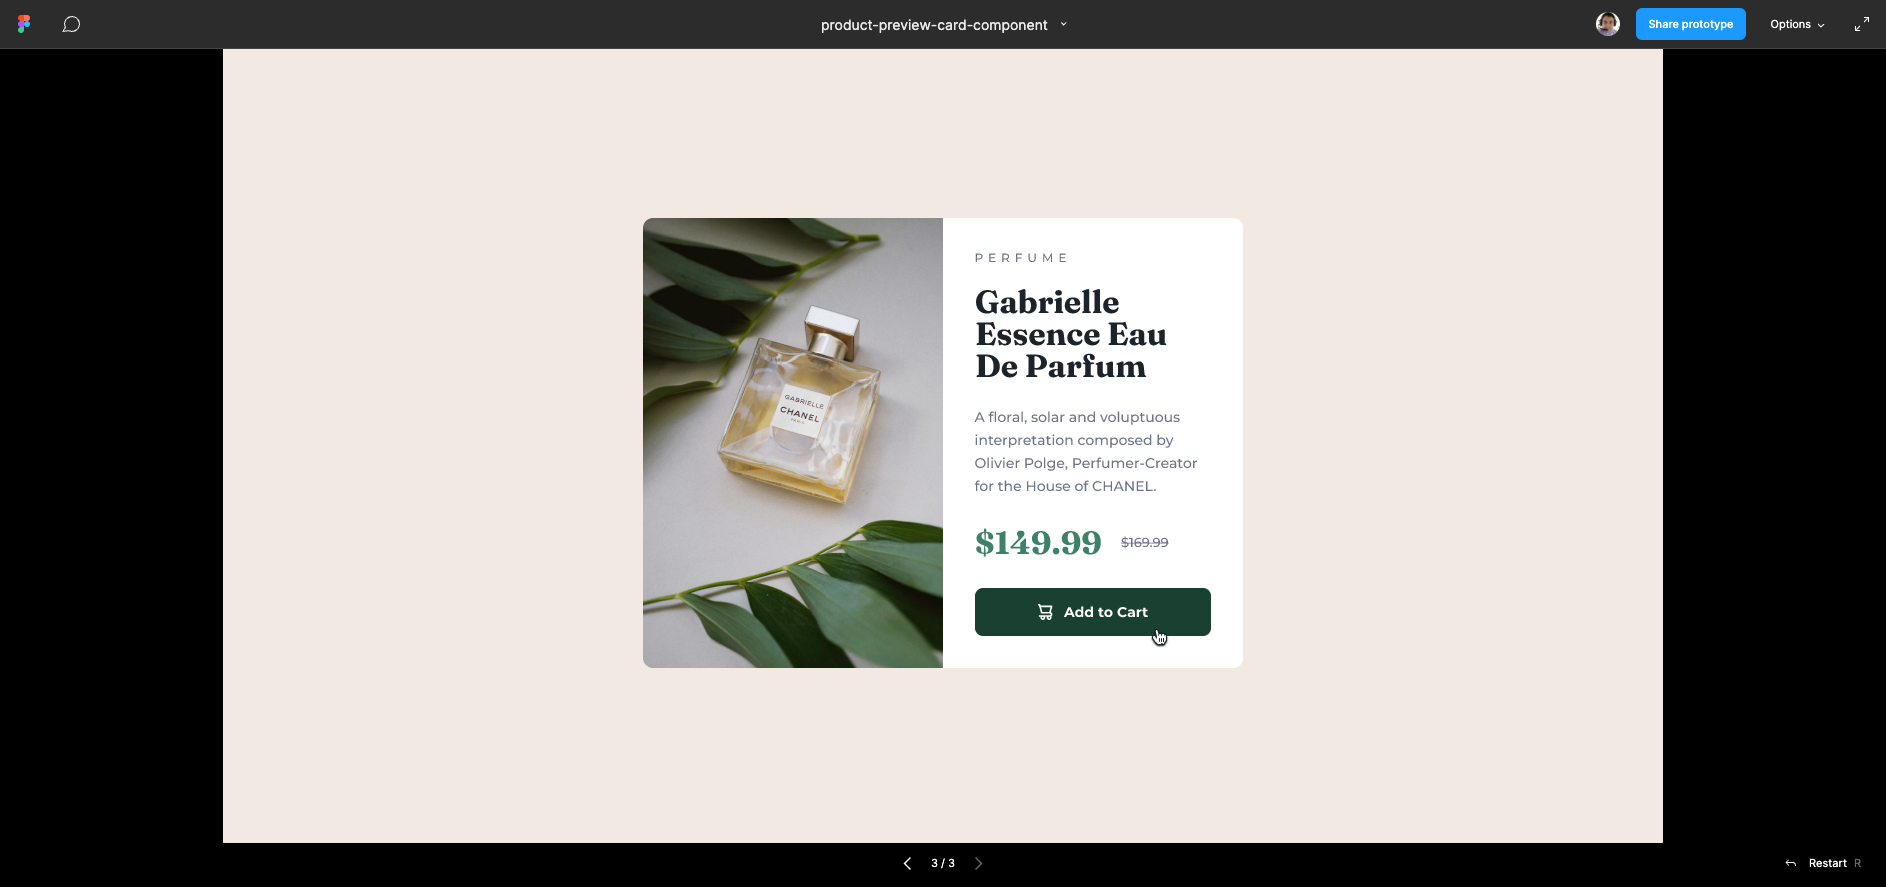 product-preview-card-component
Share prototype
Options
PERFUME
Gabrielle
Essence Eau
De Parfum
A floral, solar and voluptuous
interpretation composed by
Olivier Polge, Perfumer-Creator
for the House of CHANEL.
$149.99 $169.99
Add to Cart
GABRIELLE
CHANEL
PARIS
3 / 3
Restart R